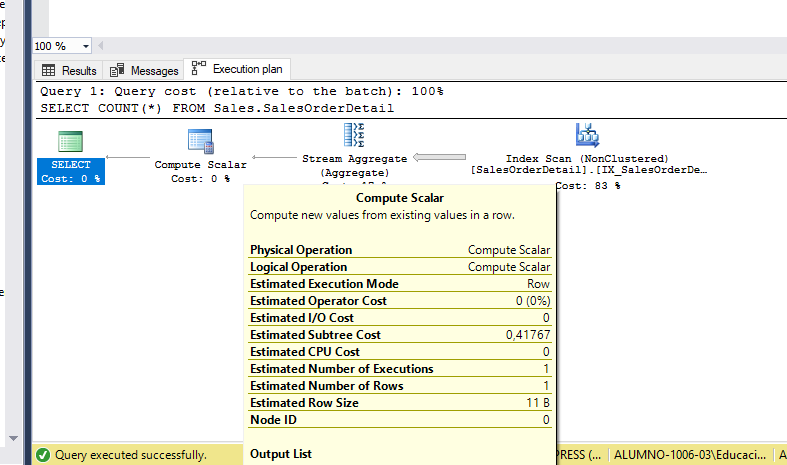 100 %
Results
Messages
Execution plan
Query 1: Query cost (relative to the batch): 100%
SELECT COUNT(*) FROM Sales.SalesOrderDetail
SELECT
Cost: 0 %
Compute Scalar
Cost: 0 %
Stream Aggregate
(Aggregate)
Index Scan (NonClustered)
[SalesOrderDetail].[IX_SalesOrderDe…
Cost: 83 %
Compute Scalar
Compute new values from existing values in a row.
Physical Operation Compute Scalar
Logical Operation Compute Scalar
Estimated Execution Mode Row
Estimated Operator Cost 0 (0%)
Estimated I/O Cost 0
Estimated Subtree Cost 0,41767
Estimated CPU Cost 0
Estimated Number of Executions 1
Estimated Number of Rows 1
Estimated Row Size 11 B
Node ID 0
Output List
Query executed successfully.
PRESS (...
ALUMNO-1006-03\Educaci...